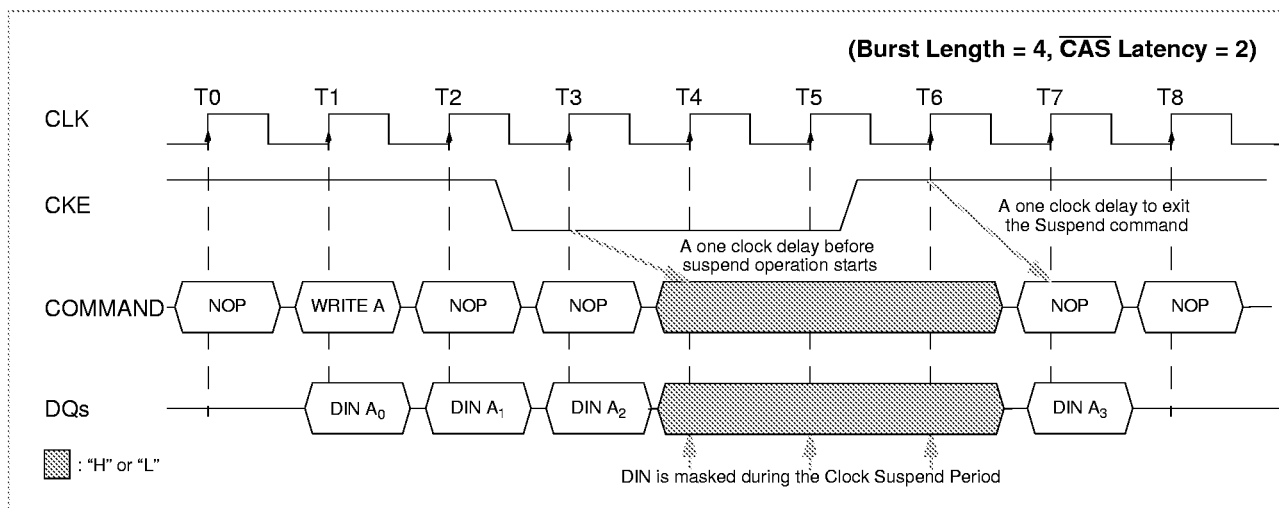 (Burst Length = 4, CAS Latency = 2)
T0 T1 T2 T3 T4 T5 T6 T7 T8
CLK
CKE
A one clock delay to exit
the Suspend command
A one clock delay before
suspend operation starts
COMMAND NOP WRITE A NOP NOP NOP NOP
DQs DIN A0 DIN A1 DIN A2 DIN A3
: “H” or “L”
DIN is masked during the Clock Suspend Period